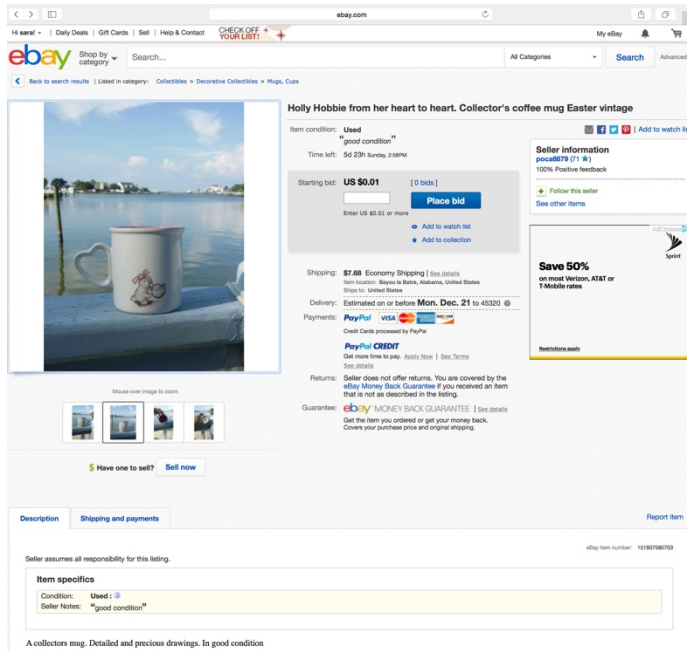 ebay.com
Hi sara! Daily Deals | Gift Cards | Sell | Help & Contact
CHECK OFF YOUR LIST!
My eBay
ebay Shop by category Search... All Categories Search Advanced
Back to search results | Listed in category: Collectibles > Decorative Collectibles > Mugs, Cups
Holly Hobbie from her heart to heart. Collector's coffee mug Easter vintage
Item condition: Used
"good condition"
Time left: 5d 23h Sunday, 2:58PM
Starting bid: US $0.01 [ 0 bids ]
Place bid
Enter US $0.01 or more
Add to watch list
Add to collection
Shipping: $7.68 Economy Shipping | See details
Item location: Bayou la Batre, Alabama, United States
Ships to: United States
Delivery: Estimated on or before Mon. Dec. 21 to 45320
Payments: PayPal VISA
Credit Cards processed by PayPal
PayPal CREDIT
Get more time to pay. Apply Now | See Terms
See details
Returns: Seller does not offer returns. You are covered by the
eBay Money Back Guarantee if you received an item
that is not as described in the listing.
Guarantee: ebay MONEY BACK GUARANTEE | See details
Get the item you ordered or get your money back.
Covers your purchase price and original shipping.
| Add to watch lis
Seller information
poca6879 (71)
100% Positive feedback
Follow this seller
See other items
AdChoices
Sprint
Save 50%
on most Verizon, AT&T or
T-Mobile rates
Restrictions apply
Mouse over image to zoom
$ Have one to sell? Sell now
Description Shipping and payments Report item
eBay item number: 151907580703
Seller assumes all responsibility for this listing.
Item specifics
Condition: Used :
Seller Notes: "good condition"
A collectors mug. Detailed and precious drawings. In good condition